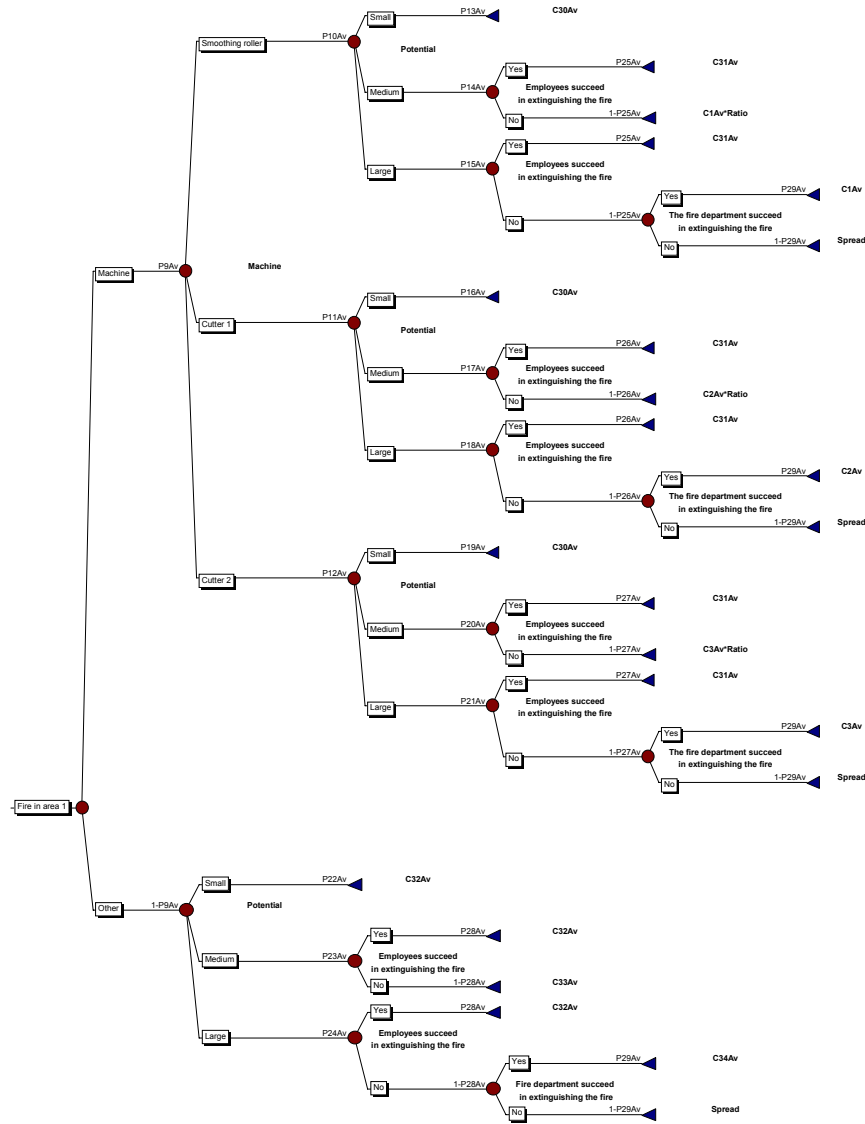 Small P13Av C30Av
Smoothing roller P10Av
Potential
Yes P25Av C31Av
Medium P14Av Employees succeed
in extinguishing the fire
No 1-P25Av C1Av*Ratio
Yes P25Av C31Av
Large P15Av Employees succeed
in extinguishing the fire
Yes P29Av C1Av
No 1-P25Av The fire department succeed
in extinguishing the fire
No 1-P29Av Spread
Machine P9Av Machine
Small P16Av C30Av
Cutter 1 P11Av
Potential
Yes P26Av C31Av
Medium P17Av Employees succeed
in extinguishing the fire
No 1-P26Av C2Av*Ratio
Yes P26Av C31Av
Large P18Av Employees succeed
in extinguishing the fire
Yes P29Av C2Av
No 1-P26Av The fire department succeed
in extinguishing the fire
No 1-P29Av Spread
Small P19Av C30Av
Cutter 2 P12Av
Potential
Yes P27Av C31Av
Medium P20Av Employees succeed
in extinguishing the fire
No 1-P27Av C3Av*Ratio
Yes P27Av C31Av
Large P21Av Employees succeed
in extinguishing the fire
Yes P29Av C3Av
No 1-P27Av The fire department succeed
in extinguishing the fire
No 1-P29Av Spread
Fire in area 1
Small P22Av C32Av
Other 1-P9Av Potential
Yes P28Av C32Av
Medium P23Av Employees succeed
in extinguishing the fire
No 1-P28Av C33Av
Yes P28Av C32Av
Large P24Av Employees succeed
in extinguishing the fire
Yes P29Av C34Av
No 1-P28Av Fire department succeed
in extinguishing the fire
No 1-P29Av Spread